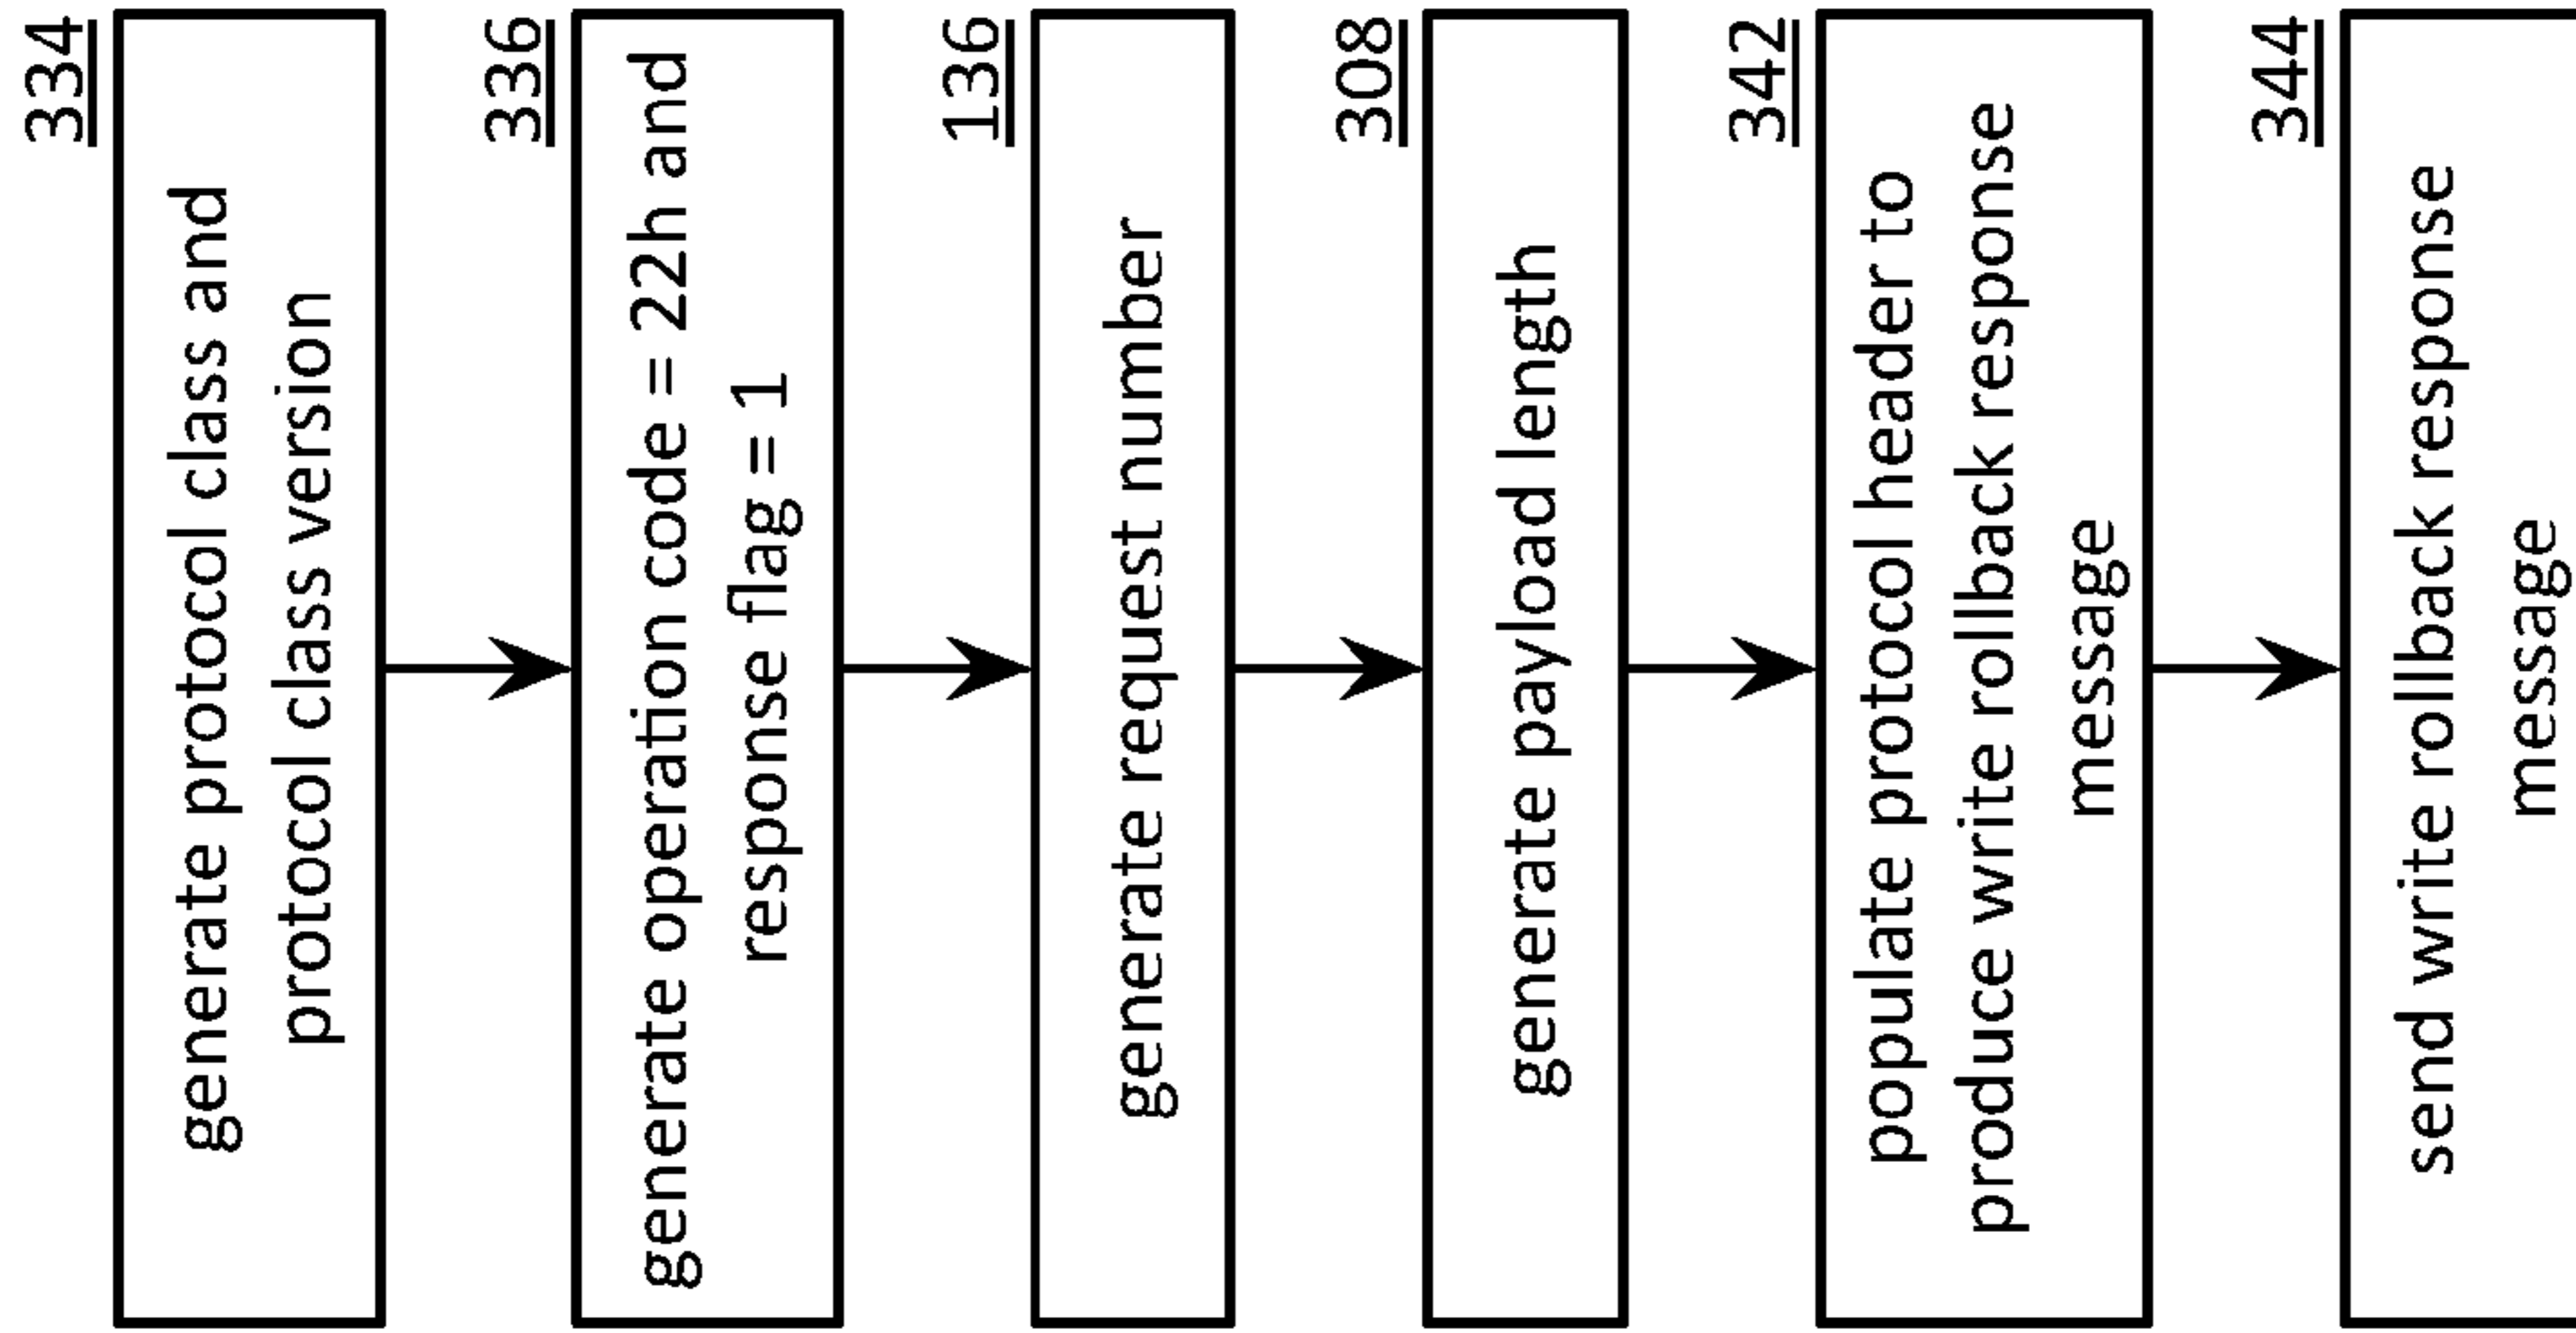 334
generate protocol class and
protocol class version
336
generate operation code = 22h and
response flag = 1
136
generate request number
308
generate payload length
342
populate protocol header to
produce write rollback response
message
344
send write rollback response
message